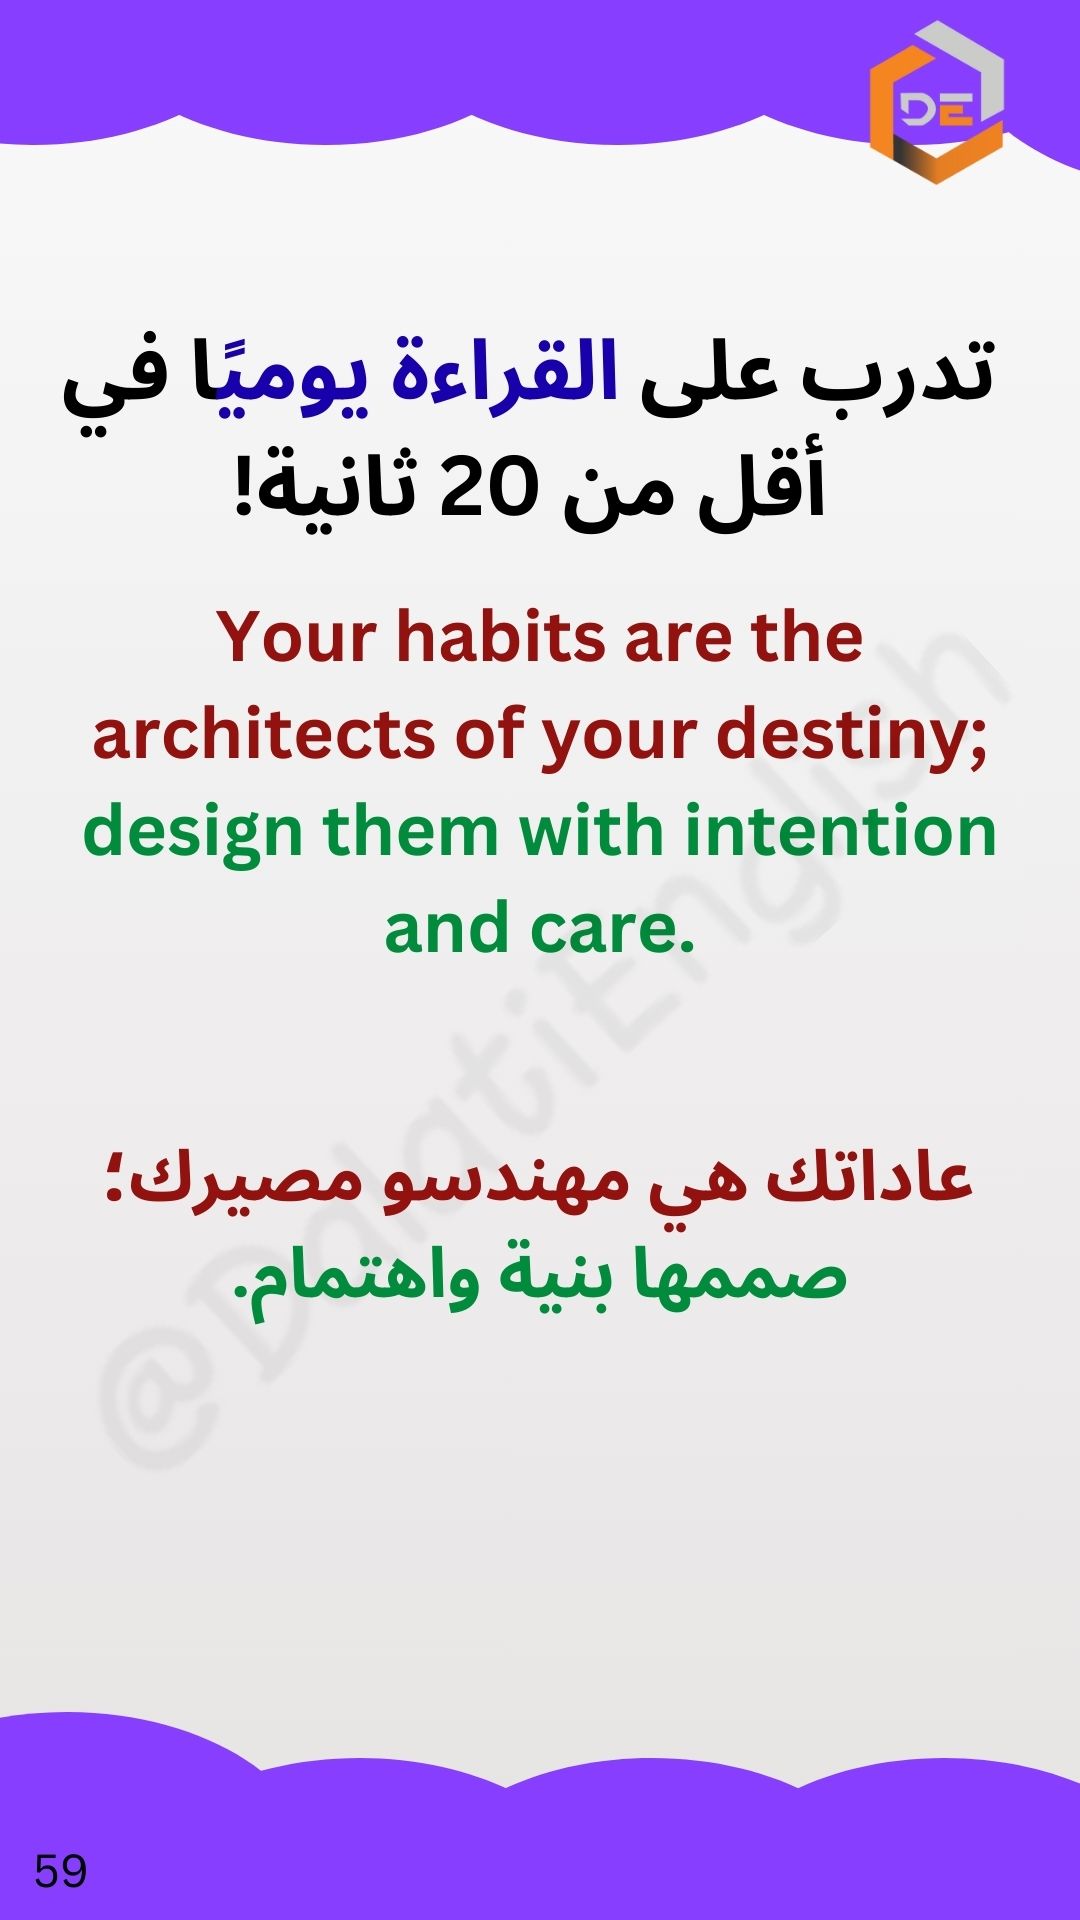 DE
تدرب على القراءة يوميًا في
أقل من 20 ثانية!
Your habits are the
architects of your destiny;
design them with intention
and care.
عاداتك هي مهندسو مصيرك؛
صممها بنية واهتمام.
@DalatiEnglish
59